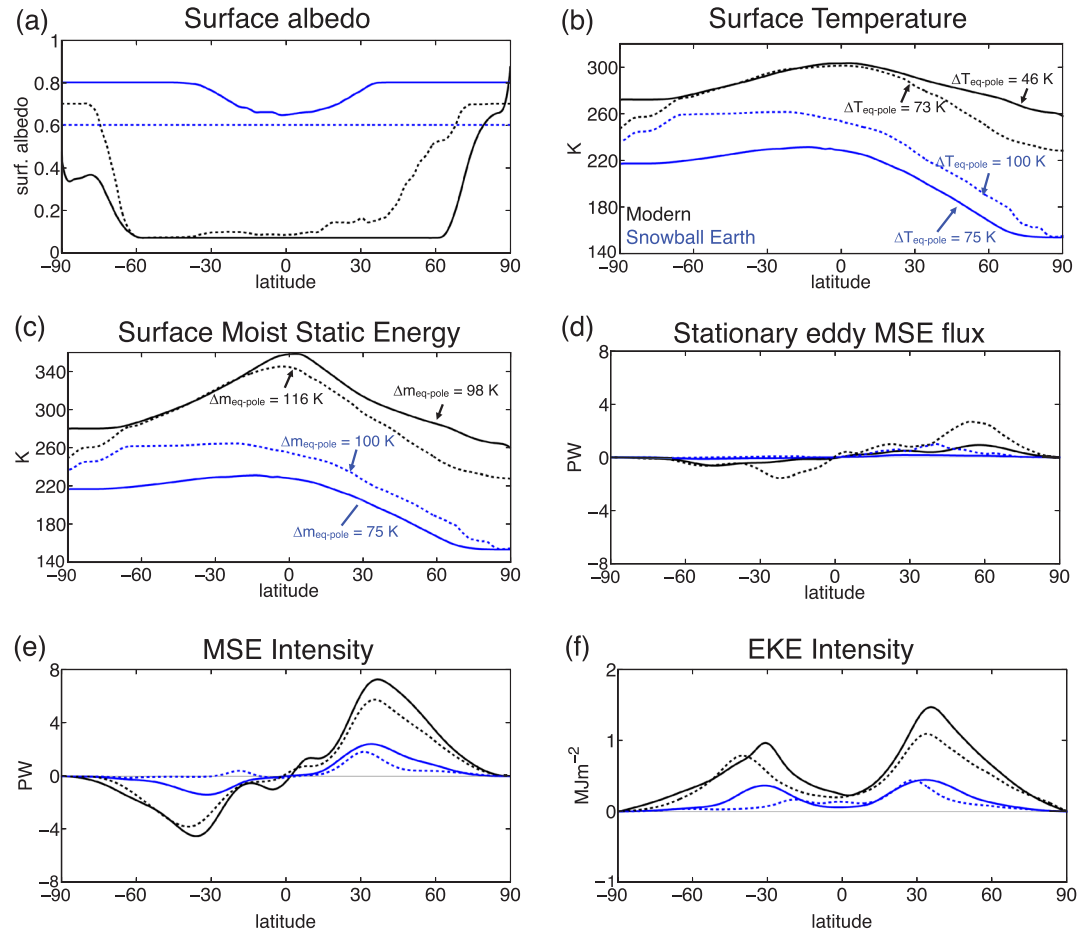 (a) Surface albedo
1
0.8
0.6
0.4
0.2
0
surf. albedo
−90 −60 −30 0 30 60 90
latitude
(b) Surface Temperature
300
260
220
180
140
K
ΔTeq-pole = 46 K
ΔTeq-pole = 73 K
ΔTeq-pole = 100 K
ΔTeq-pole = 75 K
Modern
Snowball Earth
−90 −60 −30 0 30 60 90
latitude
(c) Surface Moist Static Energy
340
300
260
220
180
140
K
Δmeq-pole = 98 K
Δmeq-pole = 116 K
Δmeq-pole = 100 K
Δmeq-pole = 75 K
−90 −60 −30 0 30 60 90
latitude
(d) Stationary eddy MSE flux
8
4
0
−4
−8
PW
−90 −60 −30 0 30 60 90
latitude
(e) MSE Intensity
8
4
0
−4
−8
PW
−90 −60 −30 0 30 60 90
latitude
(f) EKE Intensity
2
1
0
−1
MJm−2
−90 −60 −30 0 30 60 90
latitude